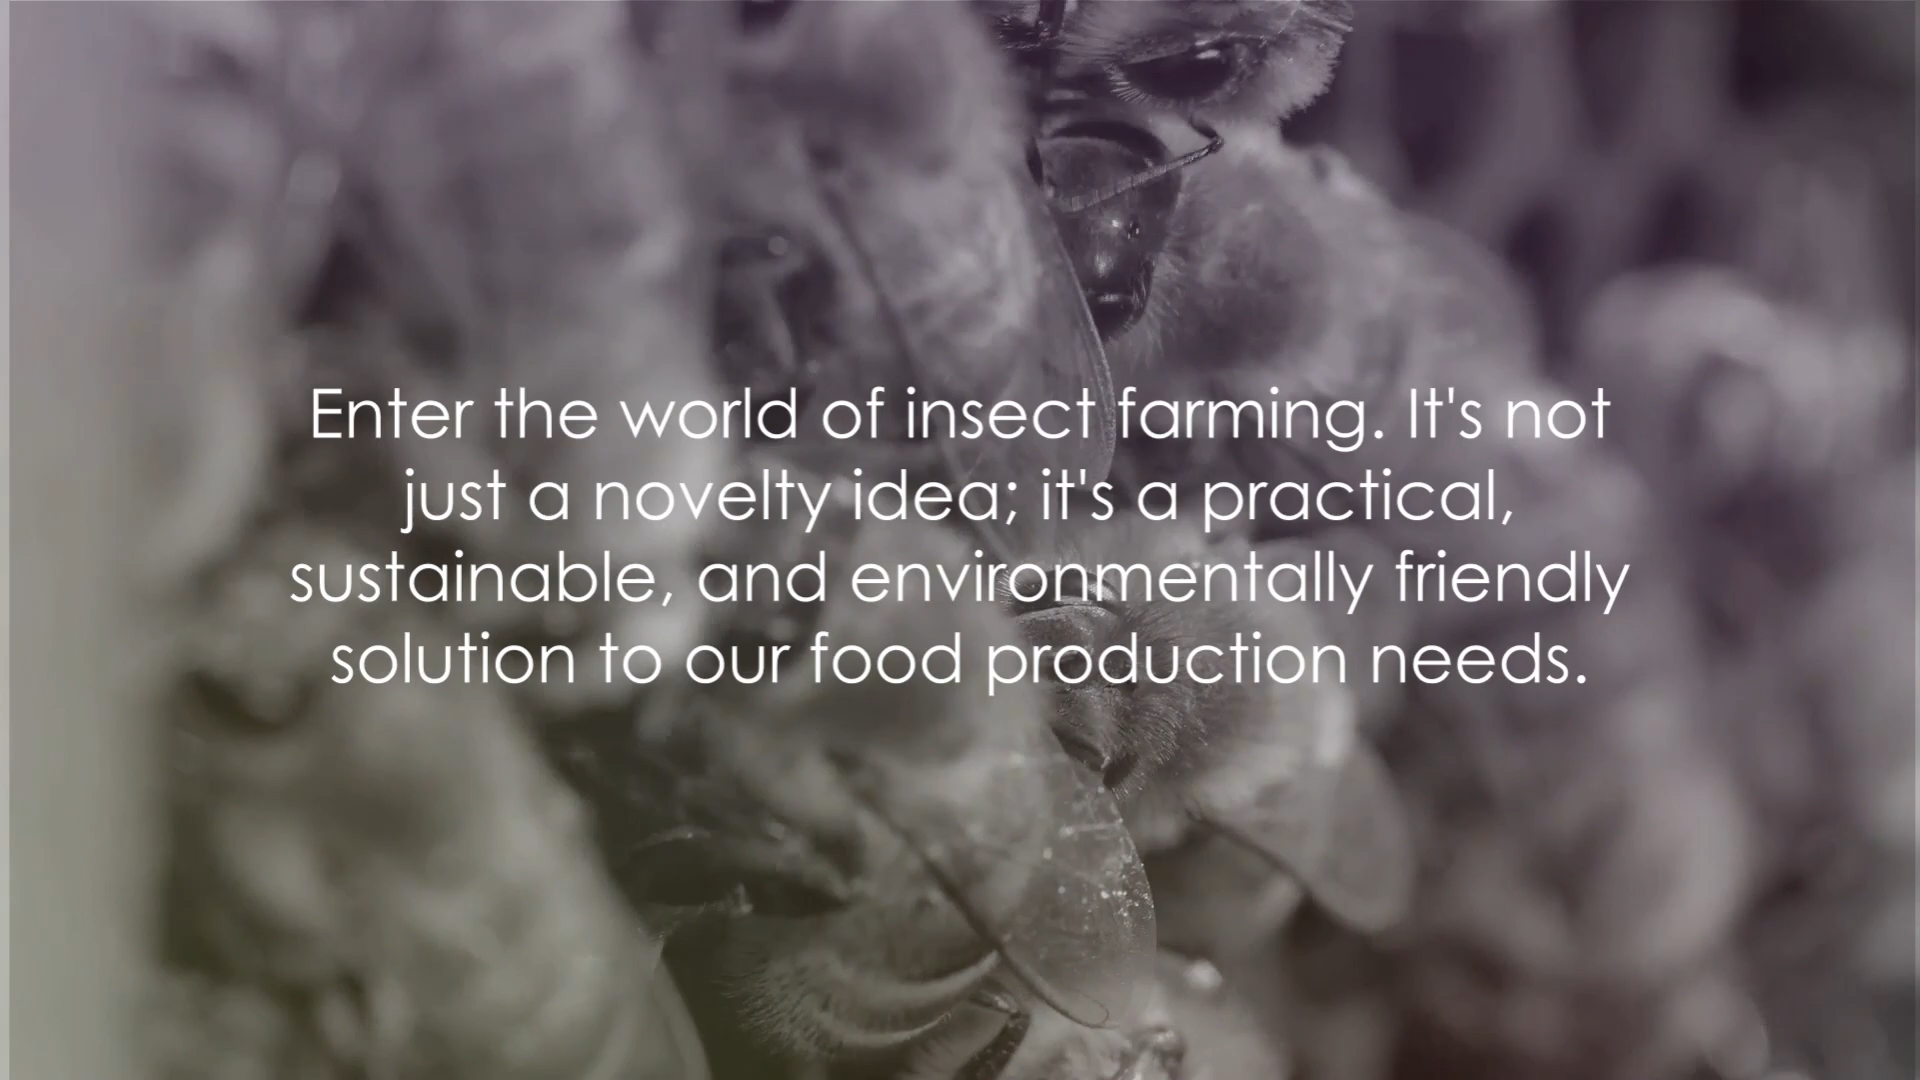 Enter the world of insect farming. It's not
just a novelty idea; it's a practical,
sustainable, and environmentally friendly
solution to our food production needs.